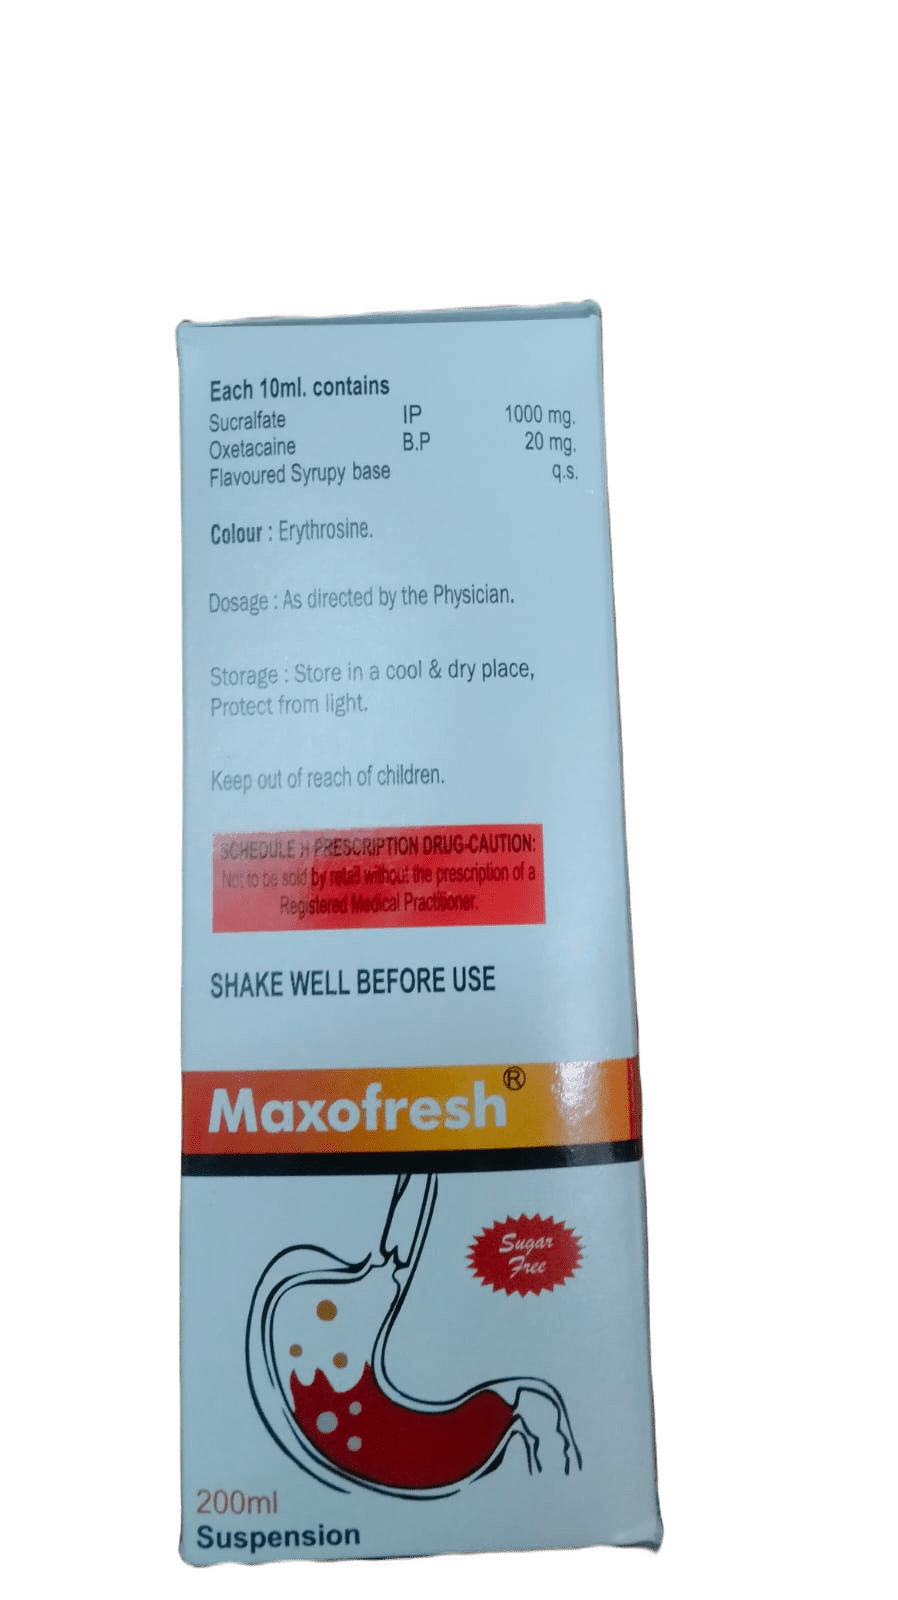 Each 10ml. contains
Sucralfate IP 1000 mg.
Oxetacaine B.P 20 mg.
Flavoured Syrupy base q.s.
Colour : Erythrosine.
Dosage : As directed by the Physician.
Storage : Store in a cool & dry place,
Protect from light.
Keep out of reach of children.
SCHEDULE H PRESCRIPTION DRUG-CAUTION:
Not to be sold by retail without the prescription of a
Registered Medical Practitioner.
SHAKE WELL BEFORE USE
Maxofresh®
Sugar
Free
200ml
Suspension